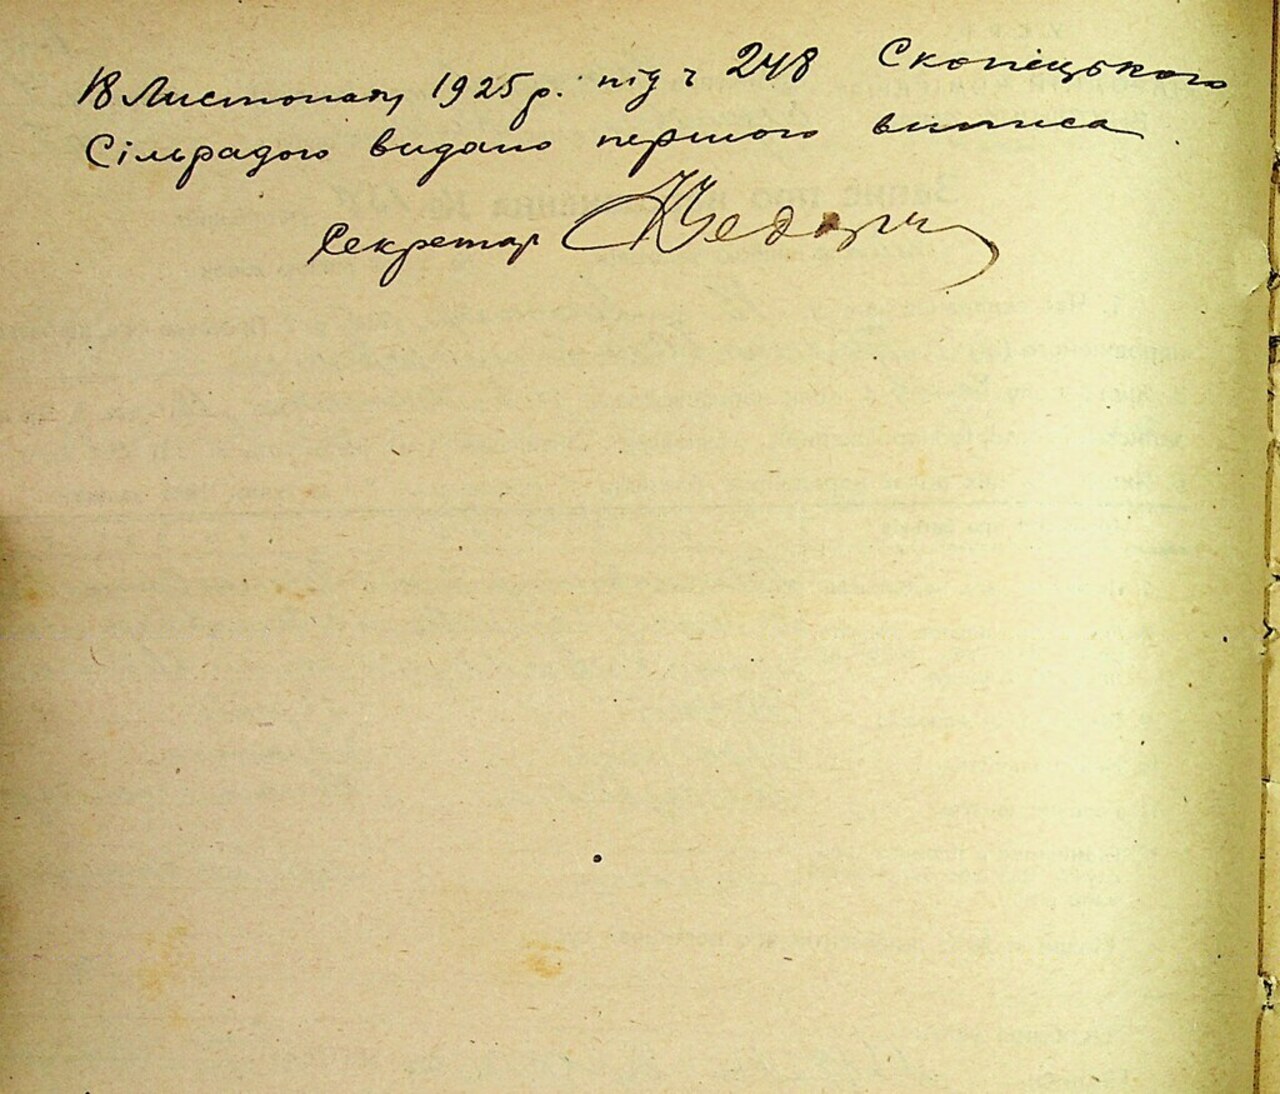 18 Листопаду 1925 р. під ч 248 Скопецького
Сільрадою видано першого виписа
Секретар